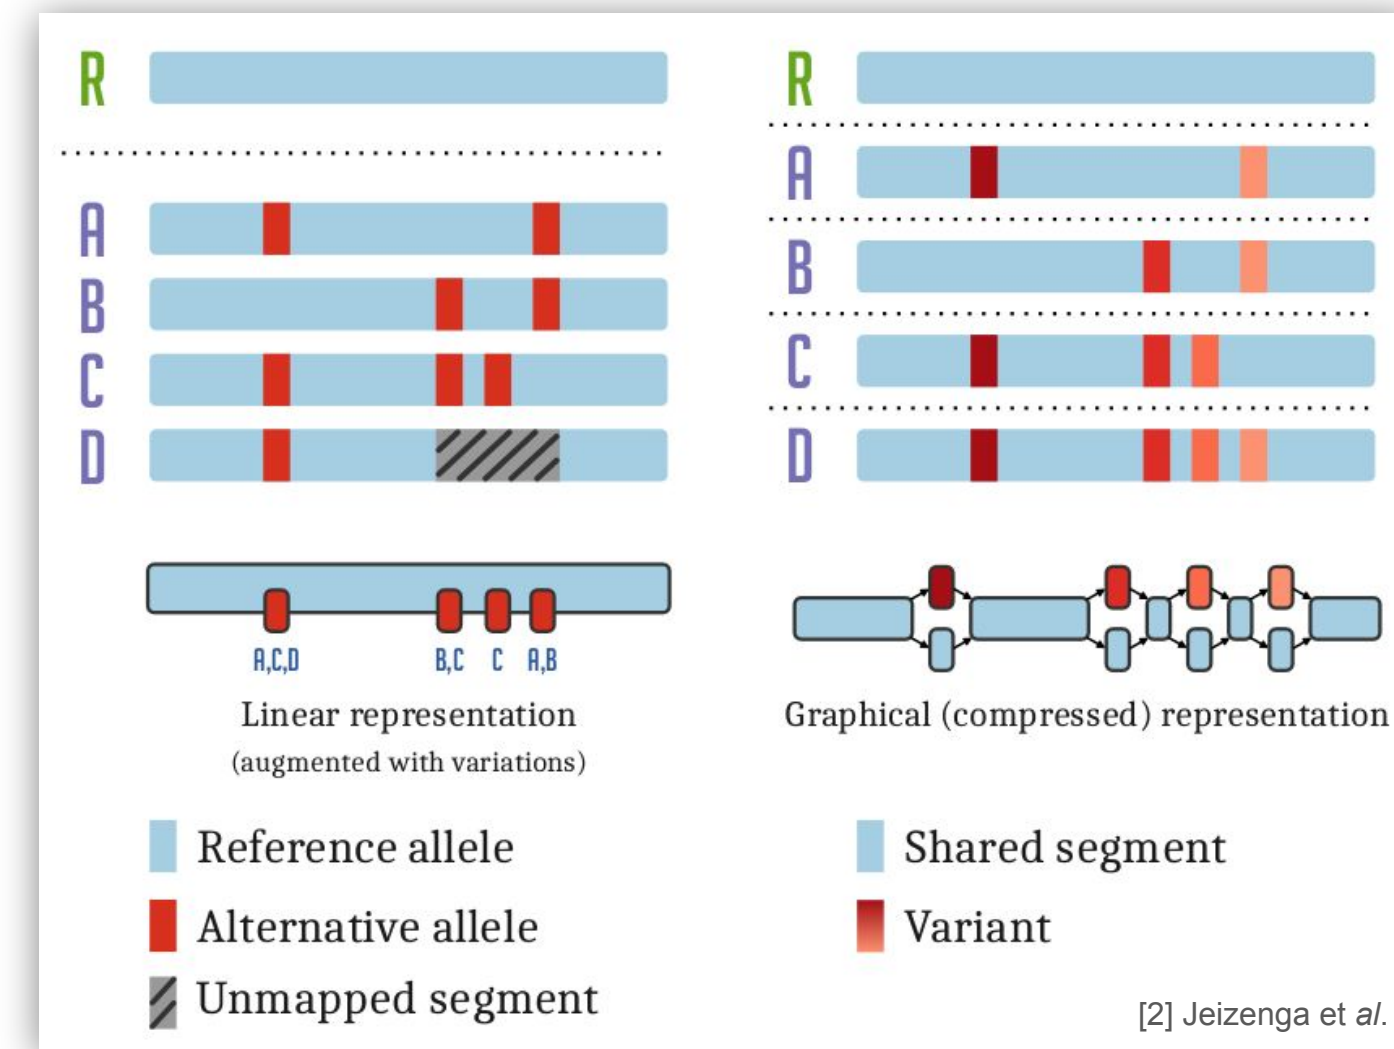 R
A
B
C
D
A,C,D B,C C A,B
Linear representation
(augmented with variations)
Reference allele
Alternative allele
Unmapped segment
R
A
B
C
D
Graphical (compressed) representation
Shared segment
Variant
[2] Jeizenga et al.